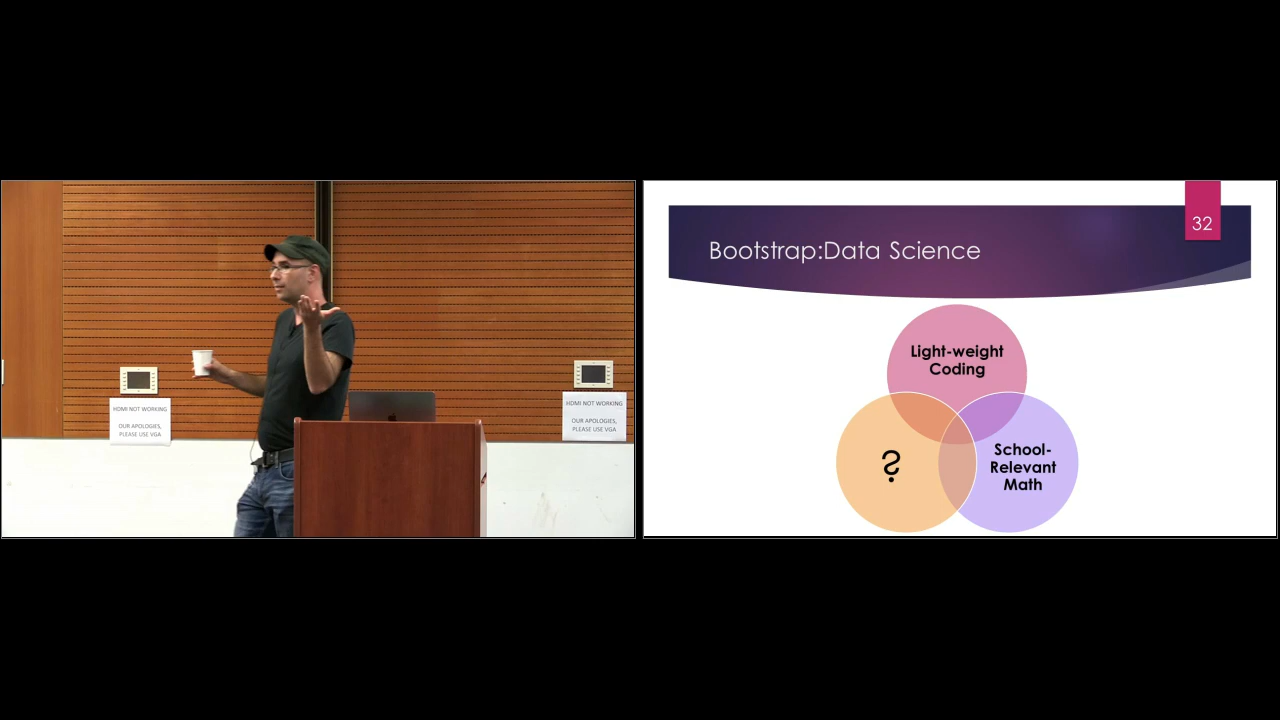 HDMI NOT WORKING
OUR APOLOGIES,
PLEASE USE VGA
HDMI NOT WORKING
OUR APOLOGIES,
PLEASE USE VGA
32
Bootstrap:Data Science
Light-weight
Coding
?
School-
Relevant
Math